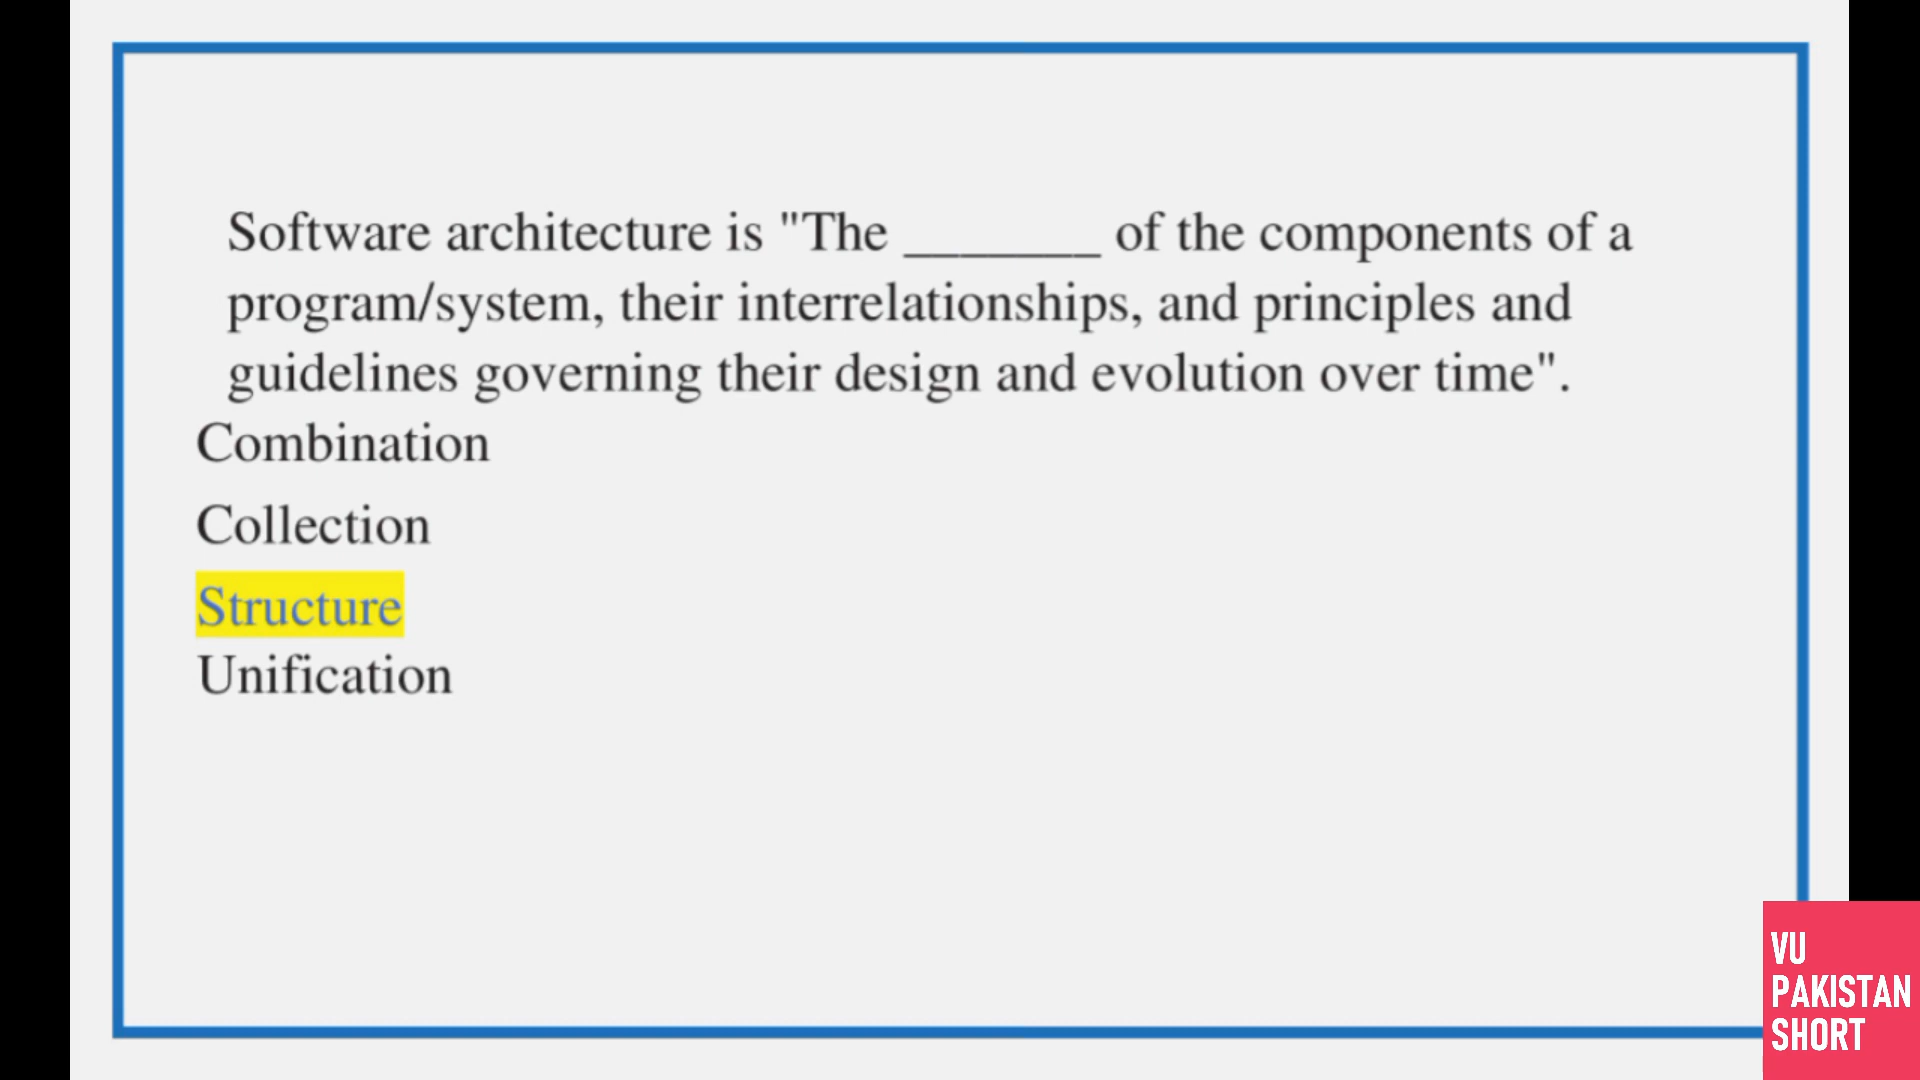 Software architecture is "The _______ of the components of a
program/system, their interrelationships, and principles and
guidelines governing their design and evolution over time".
Combination
Collection
Structure
Unification
VU
PAKISTAN
SHORT